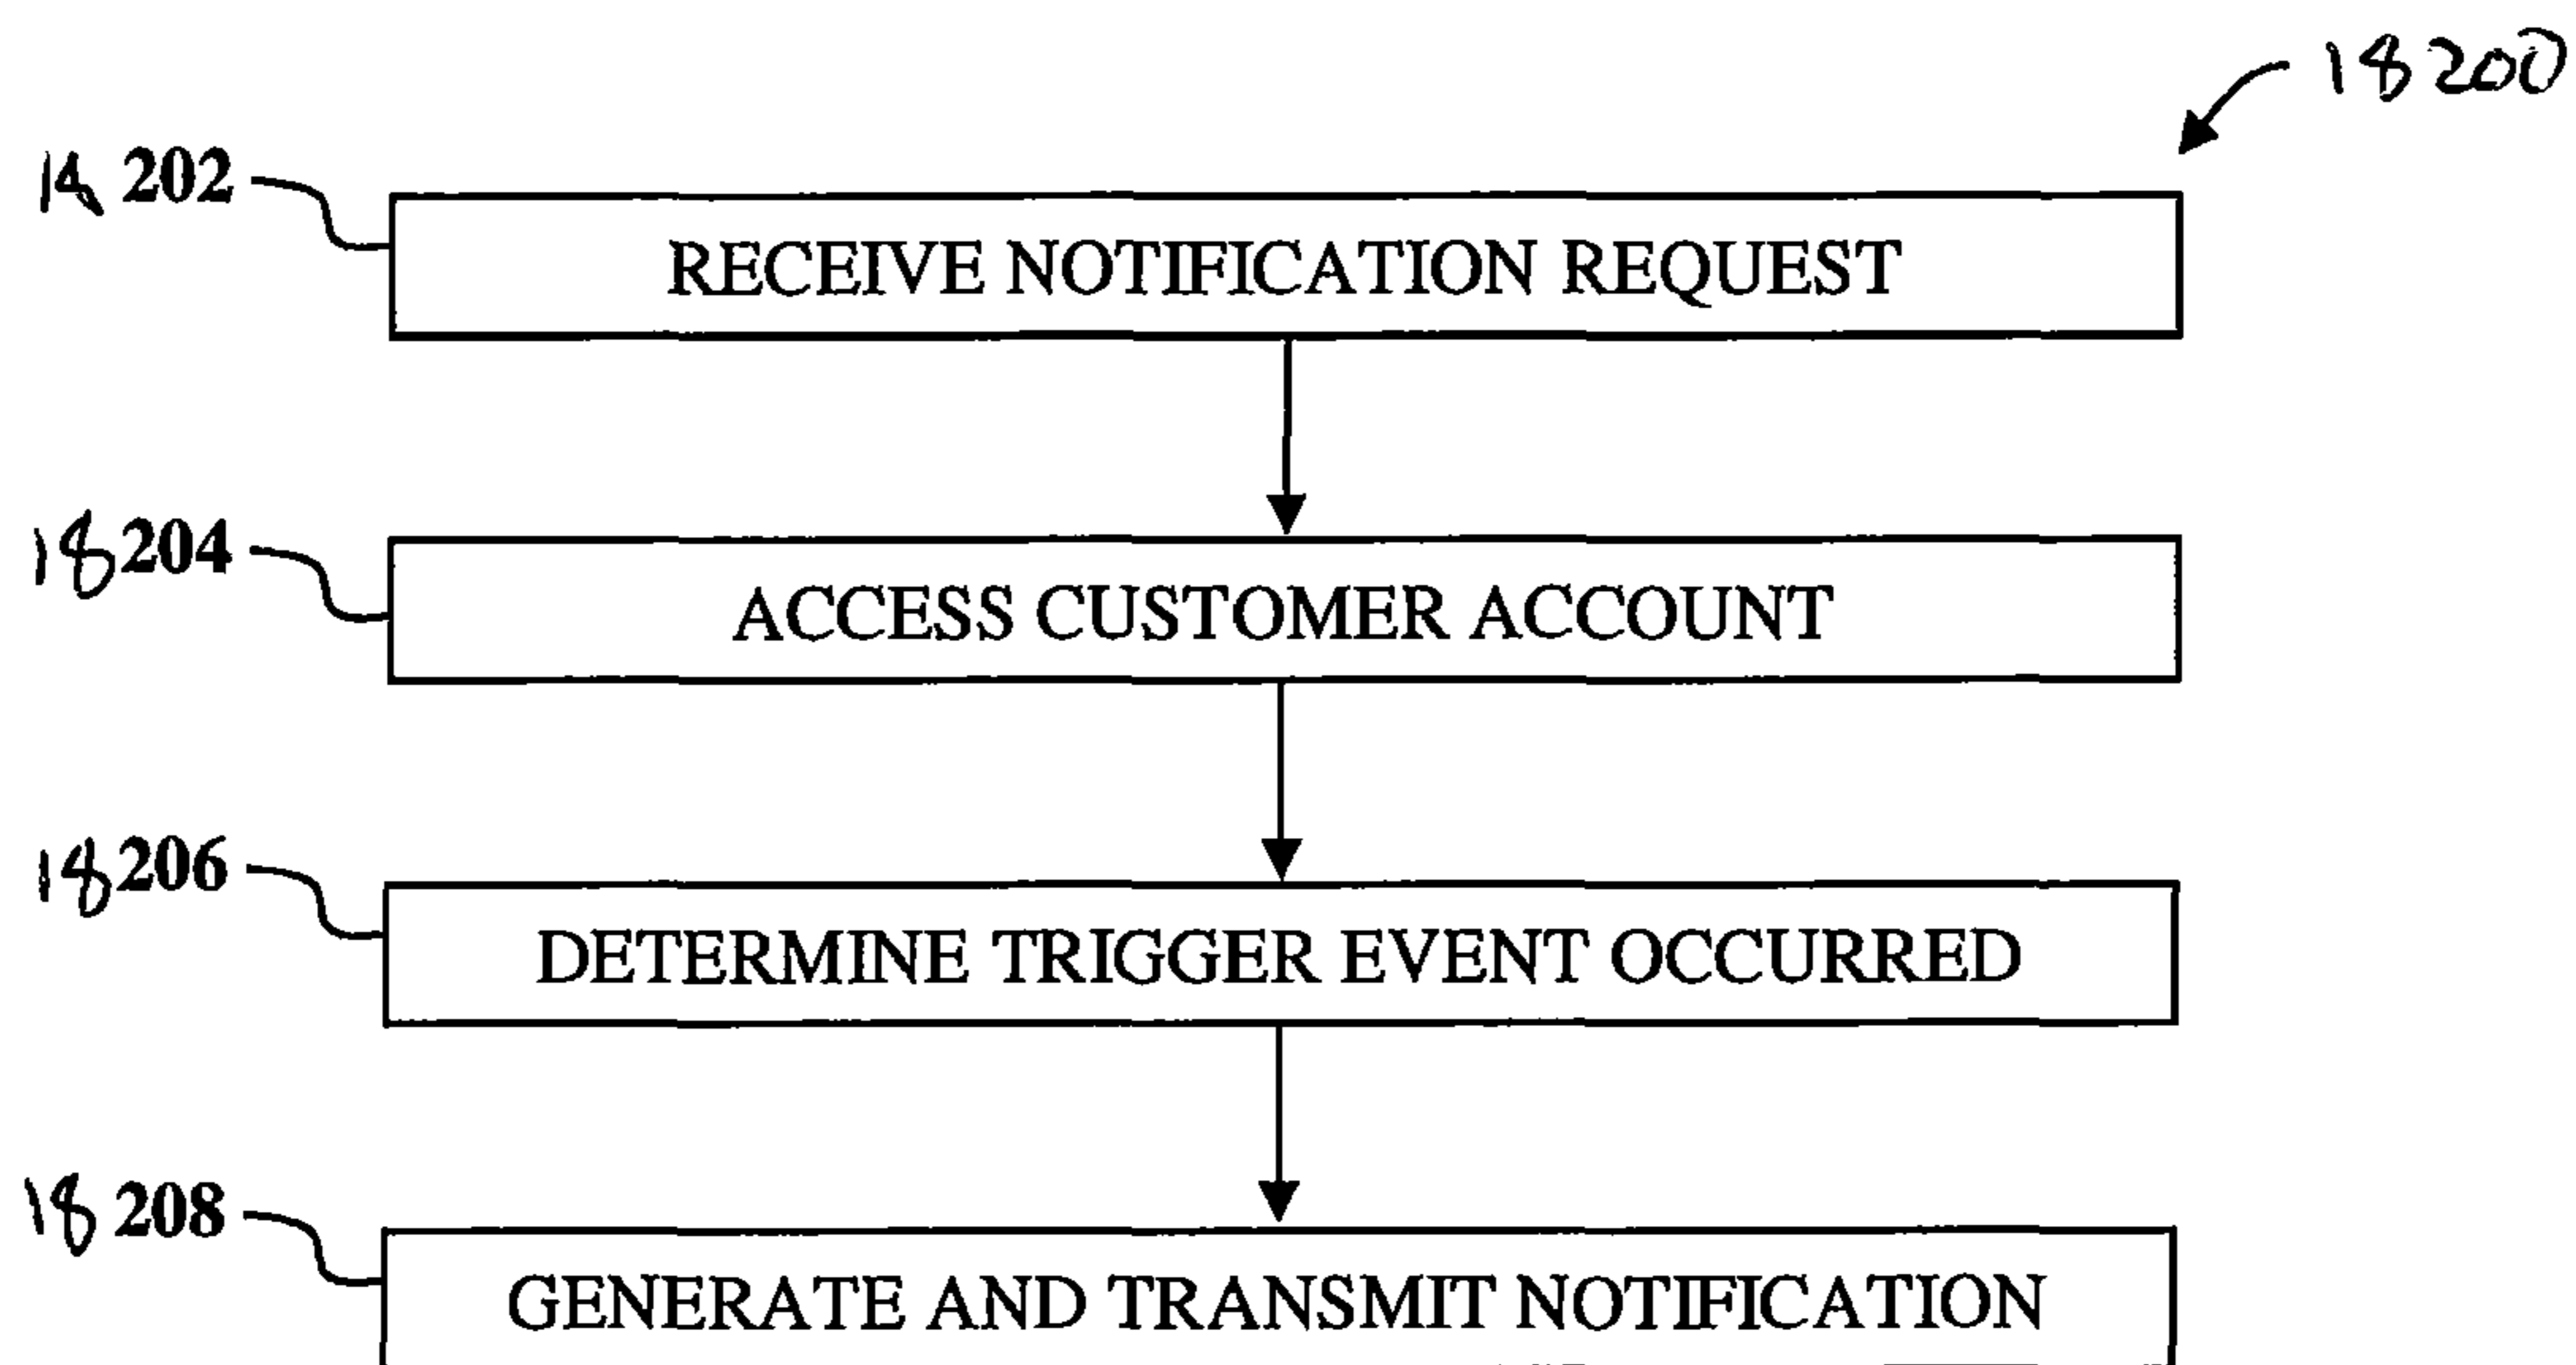 18200
18 202
RECEIVE NOTIFICATION REQUEST
18204
ACCESS CUSTOMER ACCOUNT
18206
DETERMINE TRIGGER EVENT OCCURRED
18 208
GENERATE AND TRANSMIT NOTIFICATION